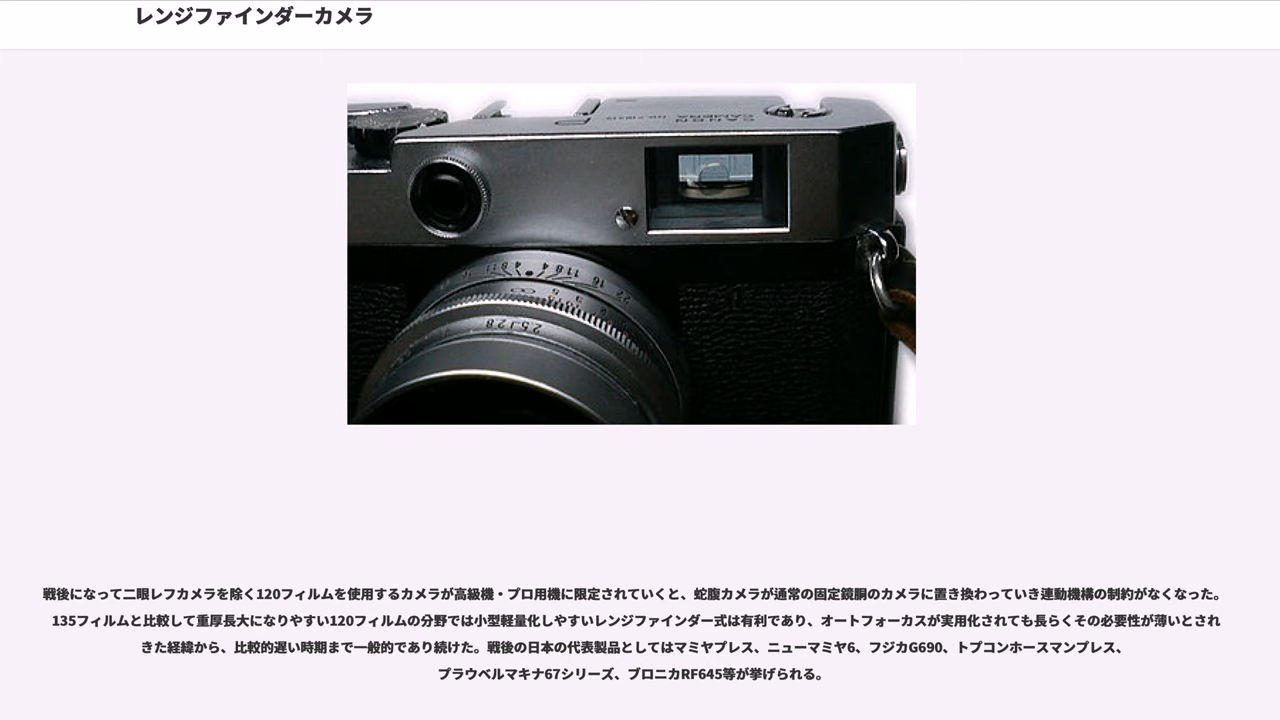 レンジファインダーカメラ
CANON
CAMERA
戦後になって二眼レフカメラを除く120フィルムを使用するカメラが高級機・プロ用機に限定されていくと、蛇腹カメラが通常の固定鏡胴のカメラに置き換わっていき連動機構の制約がなくなった。
135フィルムと比較して重厚長大になりやすい120フィルムの分野では小型軽量化しやすいレンジファインダー式は有利であり、オートフォーカスが実用化されても長らくその必要性が薄いとされ
きた経緯から、比較的遅い時期まで一般的であり続けた。戦後の日本の代表製品としてはマミヤプレス、ニューマミヤ6、フジカG690、トプコンホースマンプレス、
プラウベルマキナ67シリーズ、ブロニカRF645等が挙げられる。